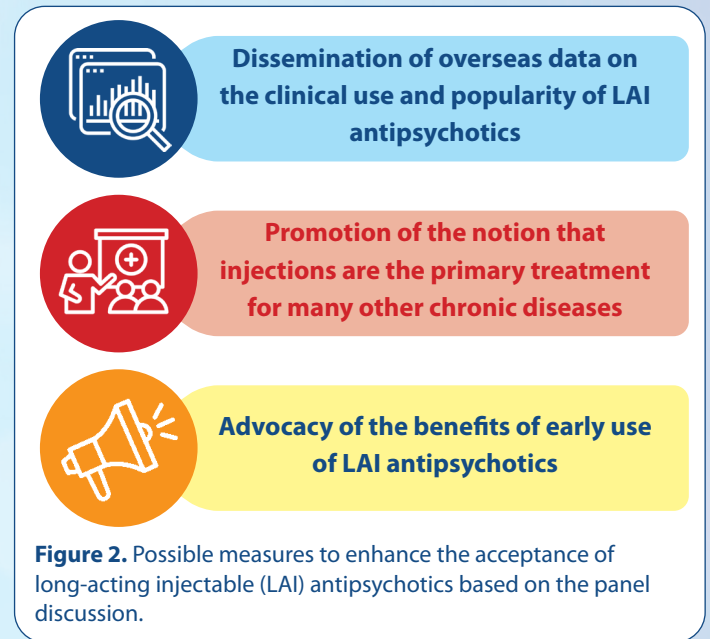 Dissemination of overseas data on
the clinical use and popularity of LAI
antipsychotics
Promotion of the notion that
injections are the primary treatment
for many other chronic diseases
Advocacy of the benefits of early use
of LAI antipsychotics
Figure 2. Possible measures to enhance the acceptance of
long-acting injectable (LAI) antipsychotics based on the panel
discussion.